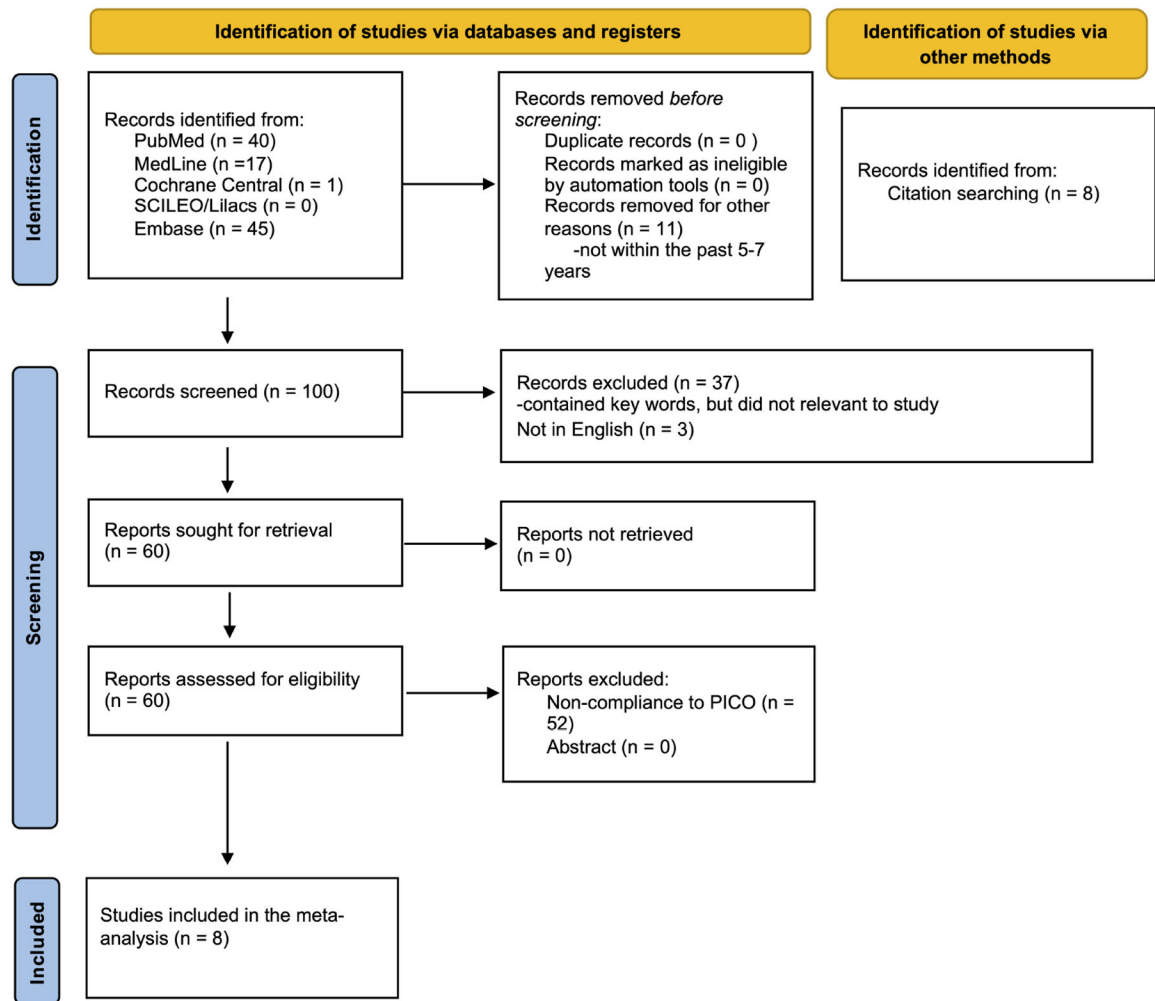 Identification of studies via databases and registers
Identification of studies via
other methods
Identification
Records identified from:
PubMed (n = 40)
MedLine (n =17)
Cochrane Central (n = 1)
SCILEO/Lilacs (n = 0)
Embase (n = 45)
Records removed before
screening:
Duplicate records (n = 0 )
Records marked as ineligible
by automation tools (n = 0)
Records removed for other
reasons (n = 11)
-not within the past 5-7
years
Records identified from:
Citation searching (n = 8)
Screening
Records screened (n = 100)
Records excluded (n = 37)
-contained key words, but did not relevant to study
Not in English (n = 3)
Reports sought for retrieval
(n = 60)
Reports not retrieved
(n = 0)
Reports assessed for eligibility
(n = 60)
Reports excluded:
Non-compliance to PICO (n =
52)
Abstract (n = 0)
Included
Studies included in the meta-
analysis (n = 8)